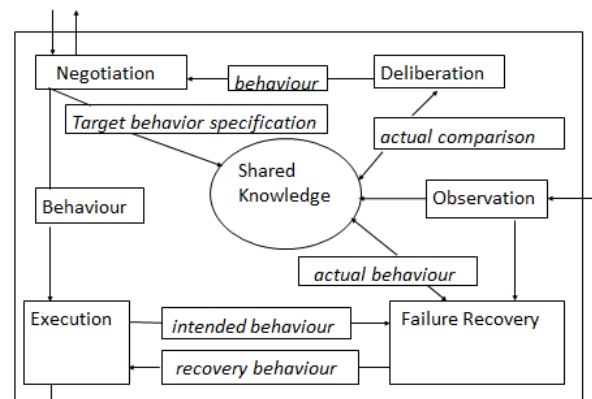 Negotiation
behaviour
Deliberation
Target behavior specification
actual comparison
Shared
Knowledge
Behaviour
Observation
actual behaviour
Execution
intended behaviour
Failure Recovery
recovery behaviour